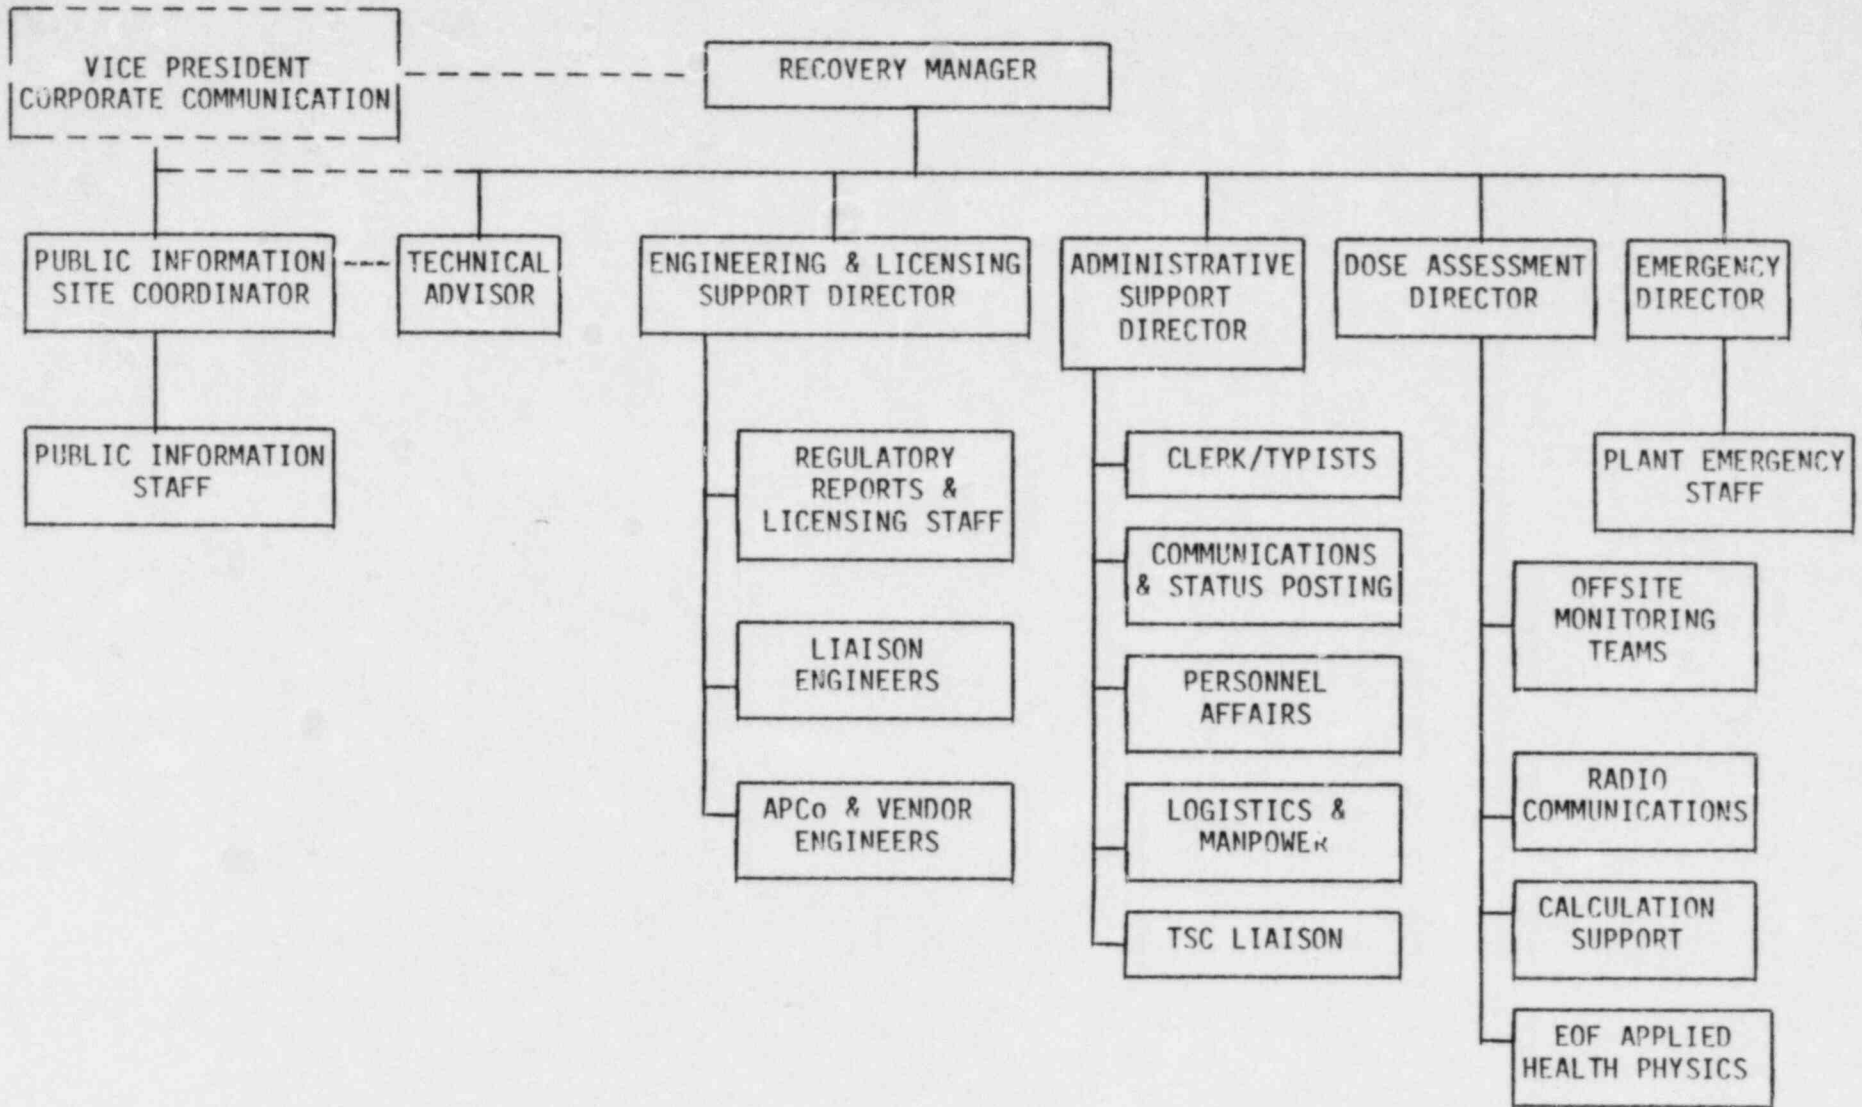 VICE PRESIDENT
CORPORATE COMMUNICATION
RECOVERY MANAGER
PUBLIC INFORMATION
SITE COORDINATOR
TECHNICAL
ADVISOR
ENGINEERING & LICENSING
SUPPORT DIRECTOR
ADMINISTRATIVE
SUPPORT
DIRECTOR
DOSE ASSESSMENT
DIRECTOR
EMERGENCY
DIRECTOR
PUBLIC INFORMATION
STAFF
REGULATORY
REPORTS &
LICENSING STAFF
LIAISON
ENGINEERS
APCo & VENDOR
ENGINEERS
CLERK/TYPISTS
COMMUNICATIONS
& STATUS POSTING
PERSONNEL
AFFAIRS
LOGISTICS &
MANPOWER
TSC LIAISON
OFFSITE
MONITORING
TEAMS
RADIO
COMMUNICATIONS
CALCULATION
SUPPORT
EOF APPLIED
HEALTH PHYSICS
PLANT EMERGENCY
STAFF